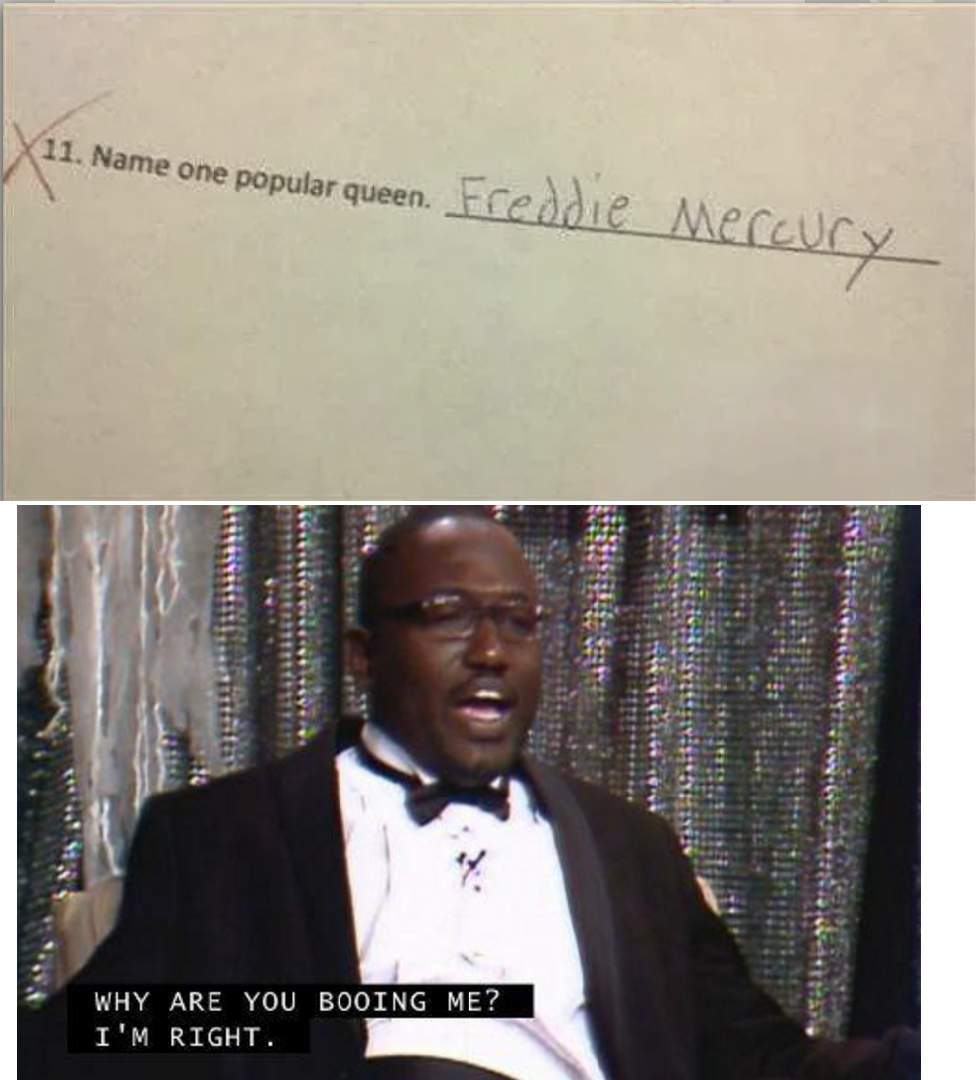 11. Name one popular queen. Freddie Mercury
WHY ARE YOU BOOING ME?
I'M RIGHT.